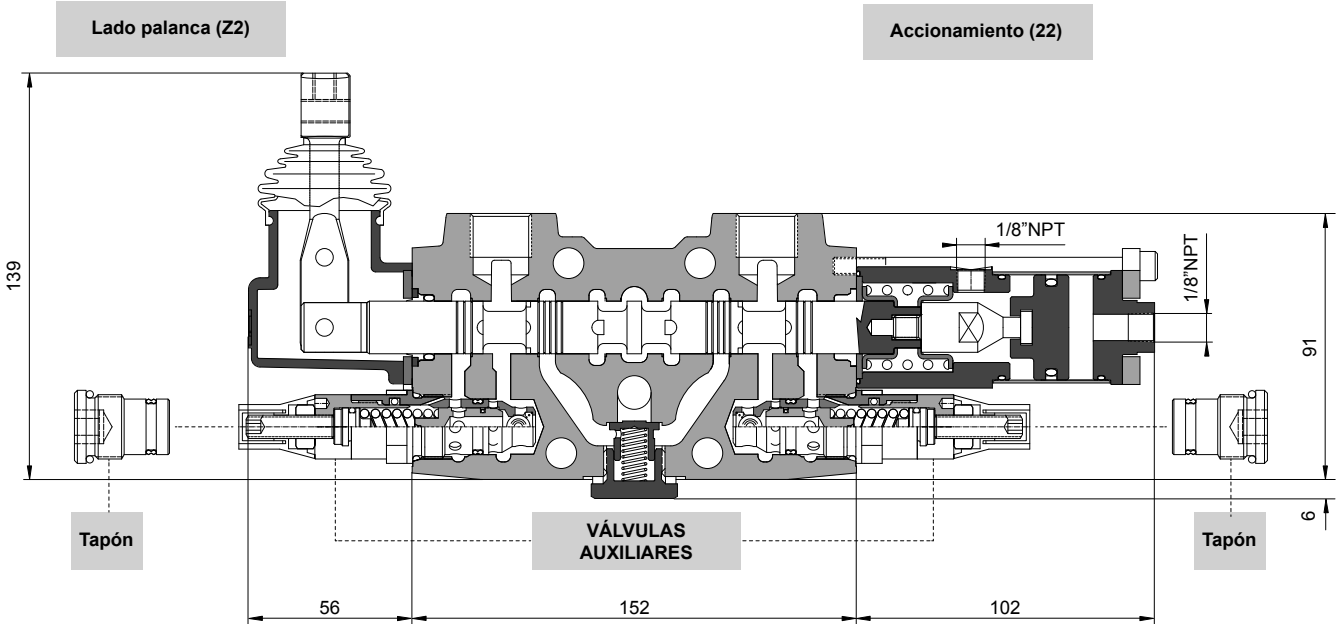 Lado palanca (Z2)
Accionamiento (22)
139
1/8”NPT
1/8”NPT
91
6
Tapón
VÁLVULAS
AUXILIARES
Tapón
56
152
102